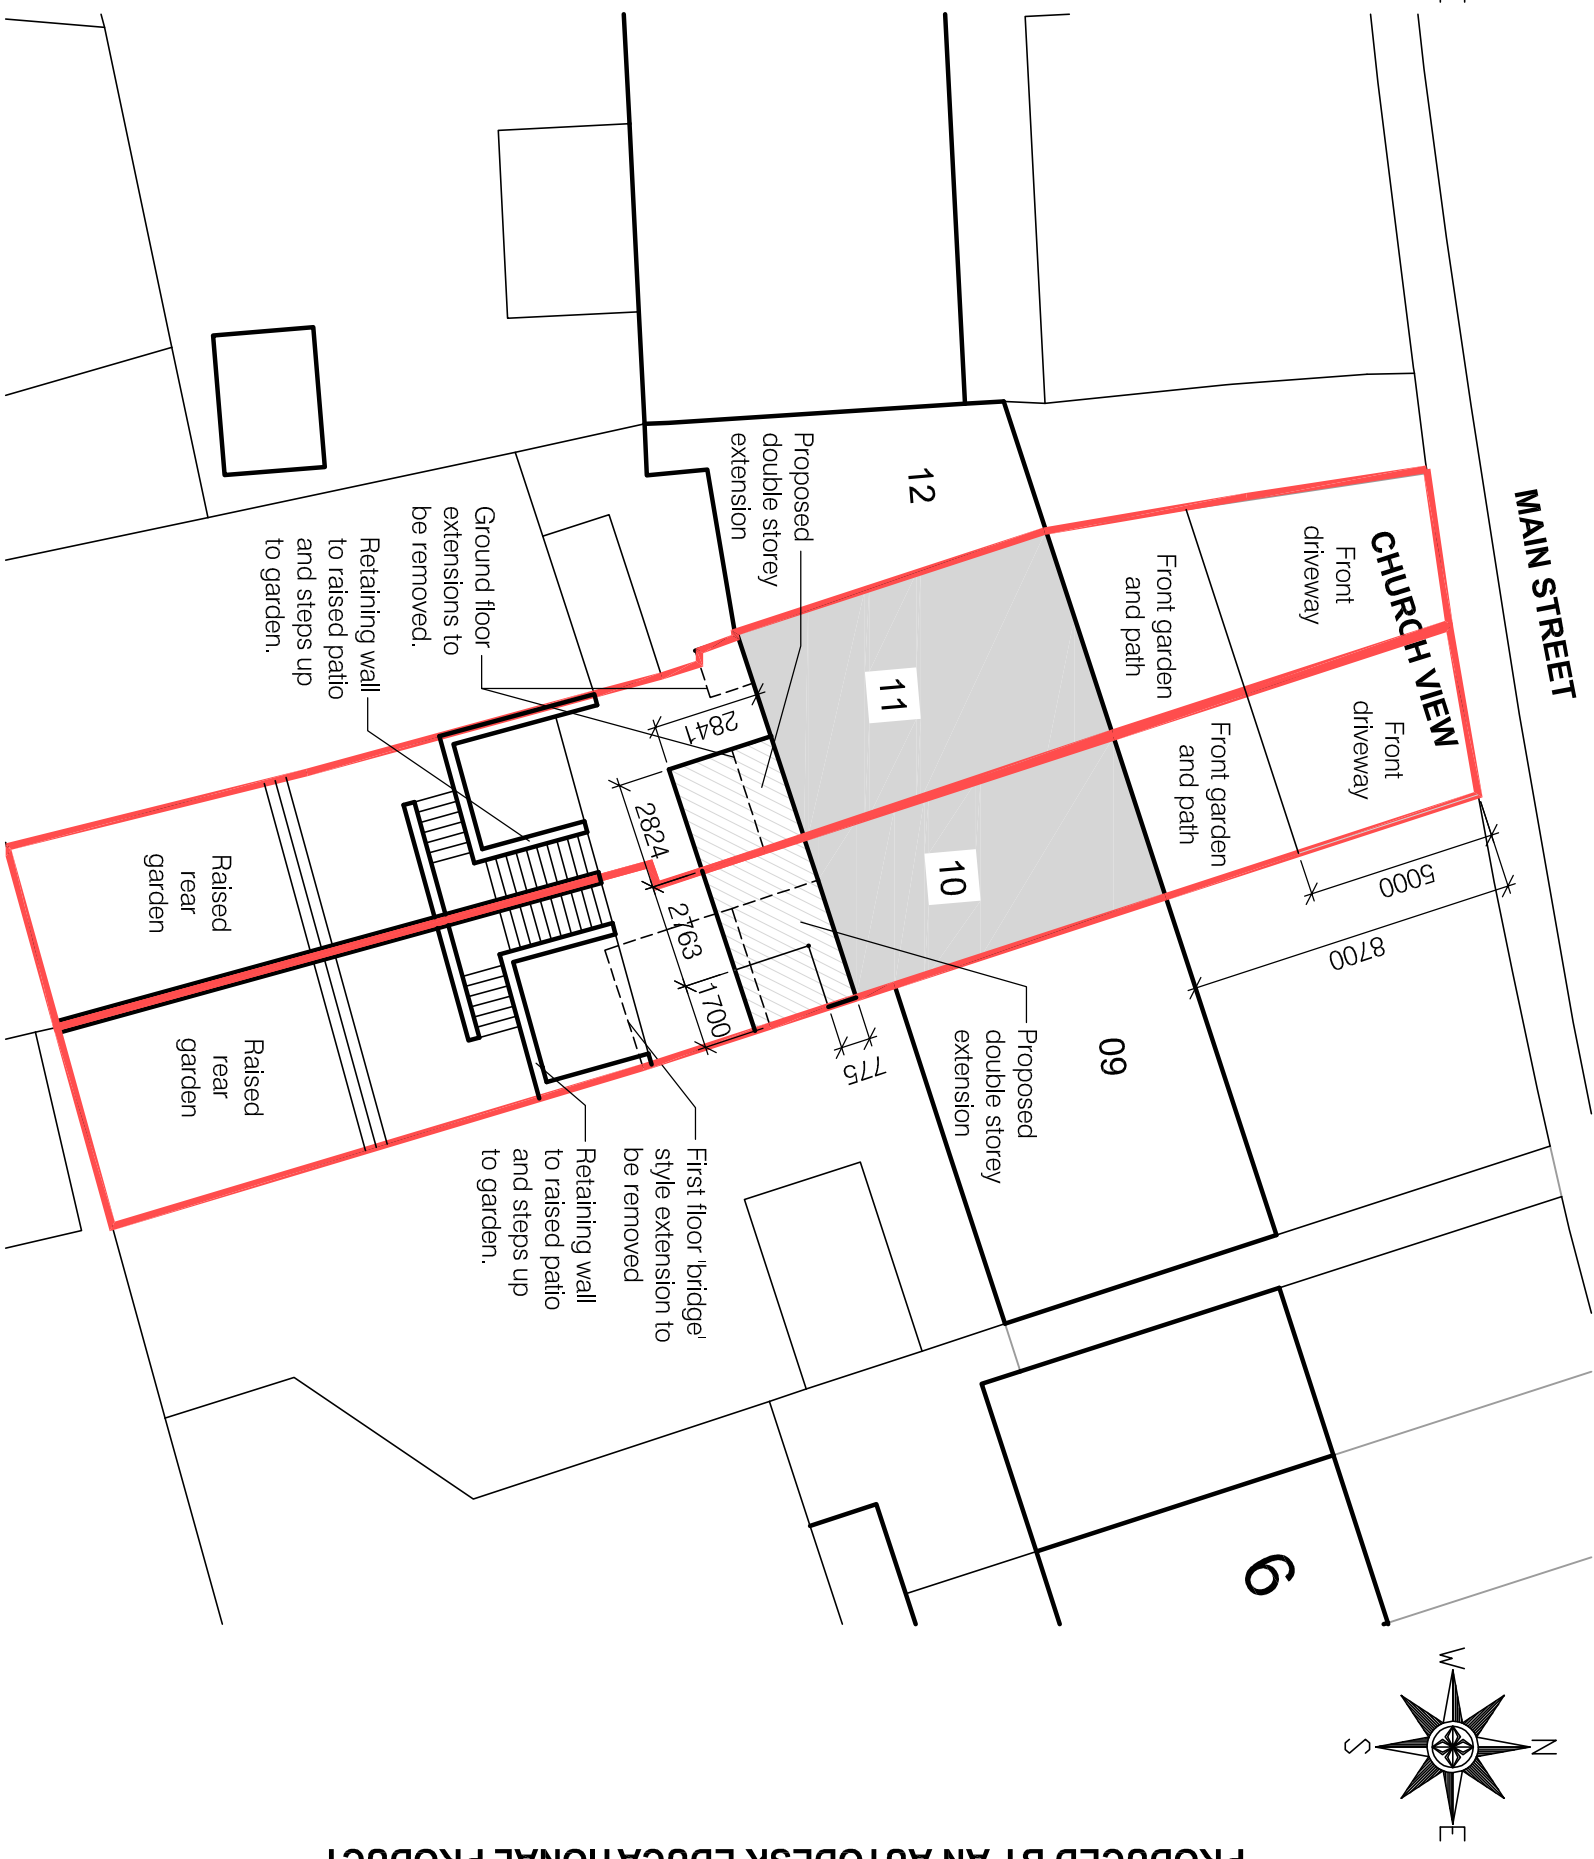 MAIN STREET
CHURCH VIEW
Front
driveway
Front
driveway
Front garden
and path
Front garden
and path
5000
8700
12
11
10
09
9
Proposed
double storey
extension
Ground floor
extensions to
be removed.
Retaining wall
to raised patio
and steps up
to garden.
2841
2824
2763
1700
775
Proposed
double storey
extension
First floor 'bridge'
style extension to
be removed
Retaining wall
to raised patio
and steps up
to garden.
Raised
rear
garden
Raised
rear
garden
N
E
S
W
PRODUCED BY AN AUTODESK EDUCATIONAL PRODUCT